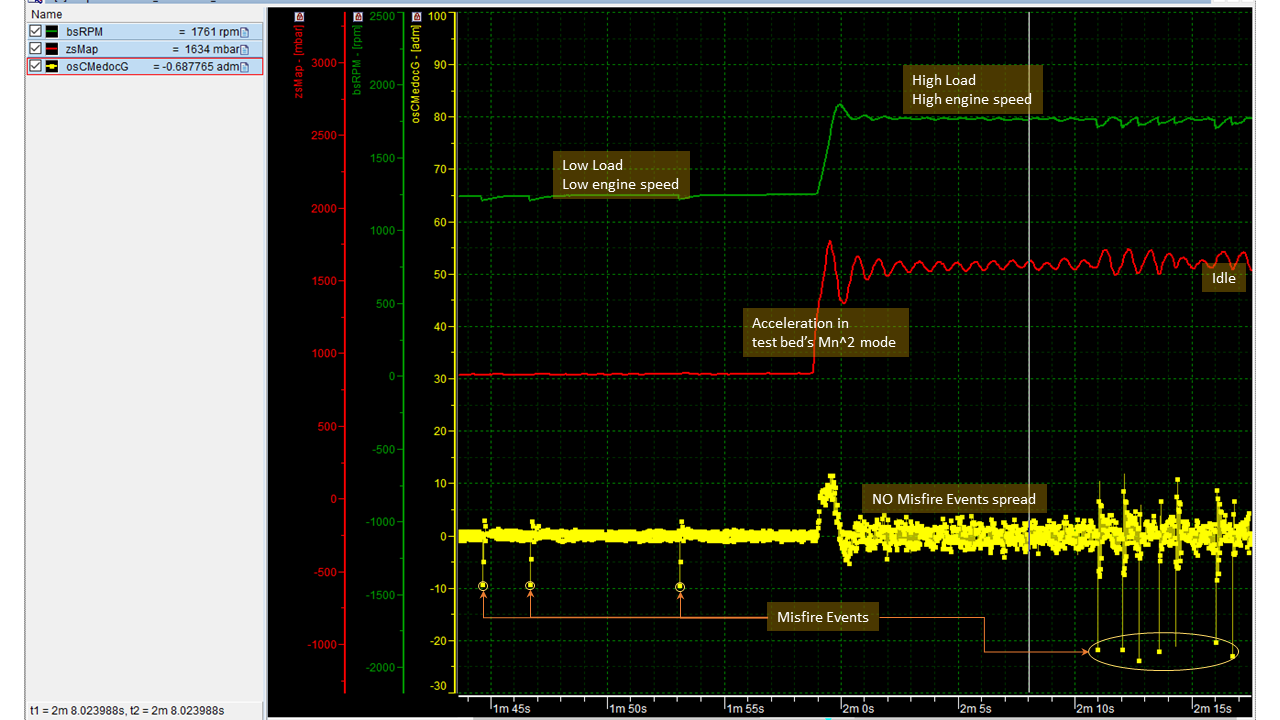 Name
bsRPM = 1761 rpm
zsMap = 1634 mbar
osCMedocG = -0.687765 adm
zsMap - [mbar]
3000
2500
2000
1500
1000
500
0
-500
-1000
bsRPM - [rpm]
2500
2000
1500
1000
500
0
-500
-1000
-1500
-2000
osCMedocG - [adm]
100
90
80
70
60
50
40
30
20
10
0
-10
-20
-30
Low Load
Low engine speed
High Load
High engine speed
Idle
Acceleration in
test bed's Mn^2 mode
NO Misfire Events spread
Misfire Events
1m 45s
1m 50s
1m 55s
2m 0s
2m 5s
2m 10s
2m 15s
t1 = 2m 8.023988s, t2 = 2m 8.023988s